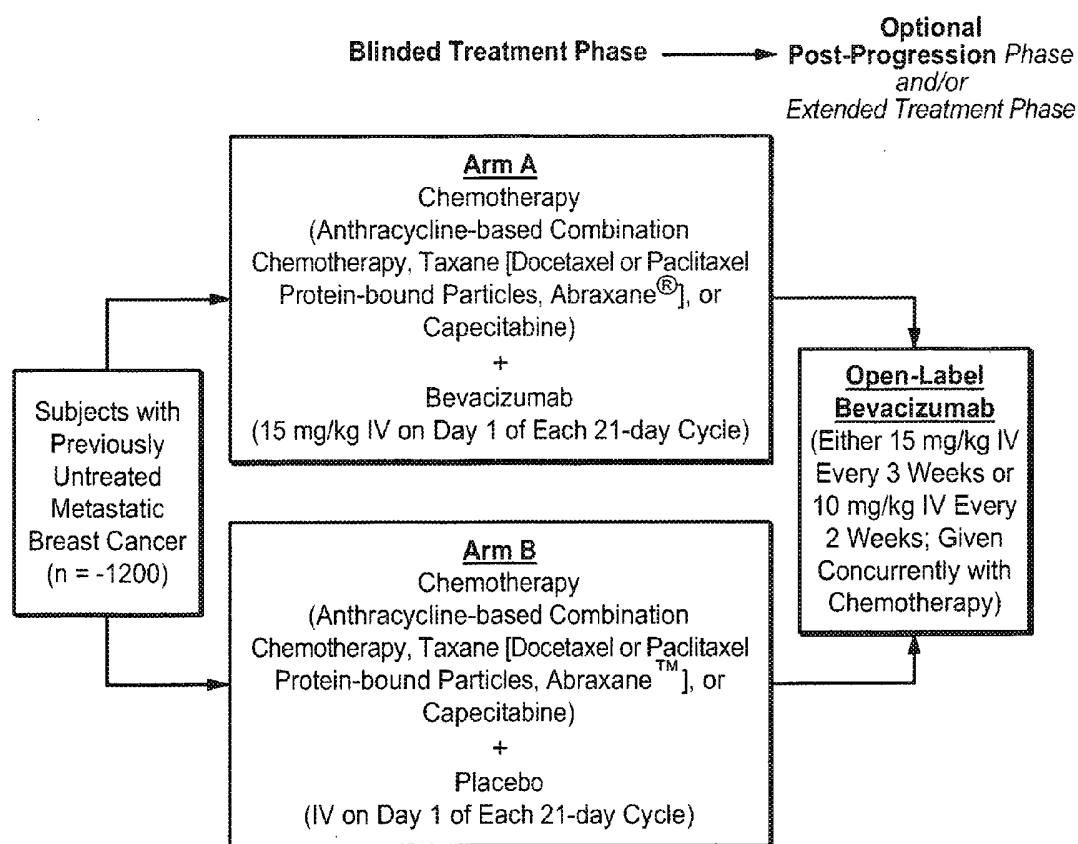 Blinded Treatment Phase
Optional
Post-Progression Phase
and/or
Extended Treatment Phase
Arm A
Chemotherapy
(Anthracycline-based Combination
Chemotherapy, Taxane [Docetaxel or Paclitaxel
Protein-bound Particles, Abraxane®], or
Capecitabine)
+
Bevacizumab
(15 mg/kg IV on Day 1 of Each 21-day Cycle)
Subjects with
Previously
Untreated
Metastatic
Breast Cancer
(n = -1200)
Arm B
Chemotherapy
(Anthracycline-based Combination
Chemotherapy, Taxane [Docetaxel or Paclitaxel
Protein-bound Particles, Abraxane™], or
Capecitabine)
+
Placebo
(IV on Day 1 of Each 21-day Cycle)
Open-Label
Bevacizumab
(Either 15 mg/kg IV
Every 3 Weeks or
10 mg/kg IV Every
2 Weeks; Given
Concurrently with
Chemotherapy)